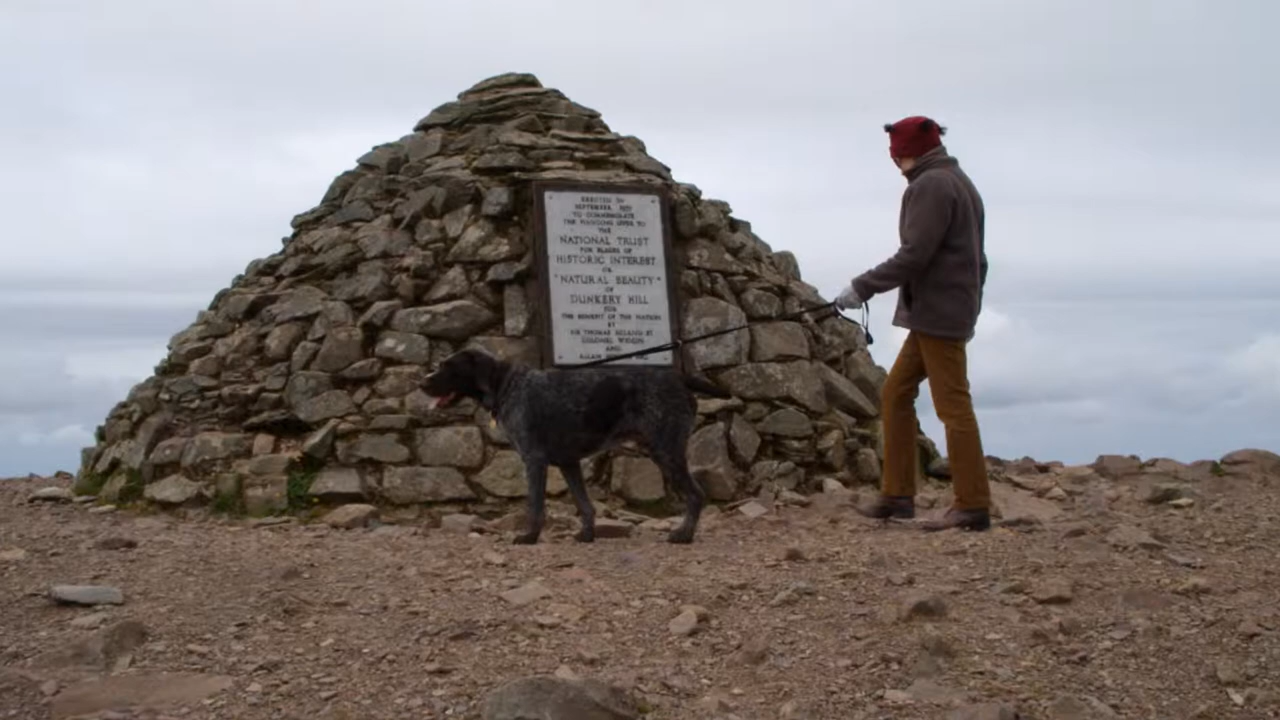 ERECTED IN
SEPTEMBER
TO COMMEMORATE
THE HANDING OVER TO
THE
NATIONAL TRUST
FOR PLACES OF
HISTORIC INTEREST
OR
"NATURAL BEAUTY"
OF
DUNKERY HILL
FOR
THE BENEFIT OF THE NATION
BY
SIR THOMAS ACLAND BT
COLONEL WIGGIN
AND
ALLAN